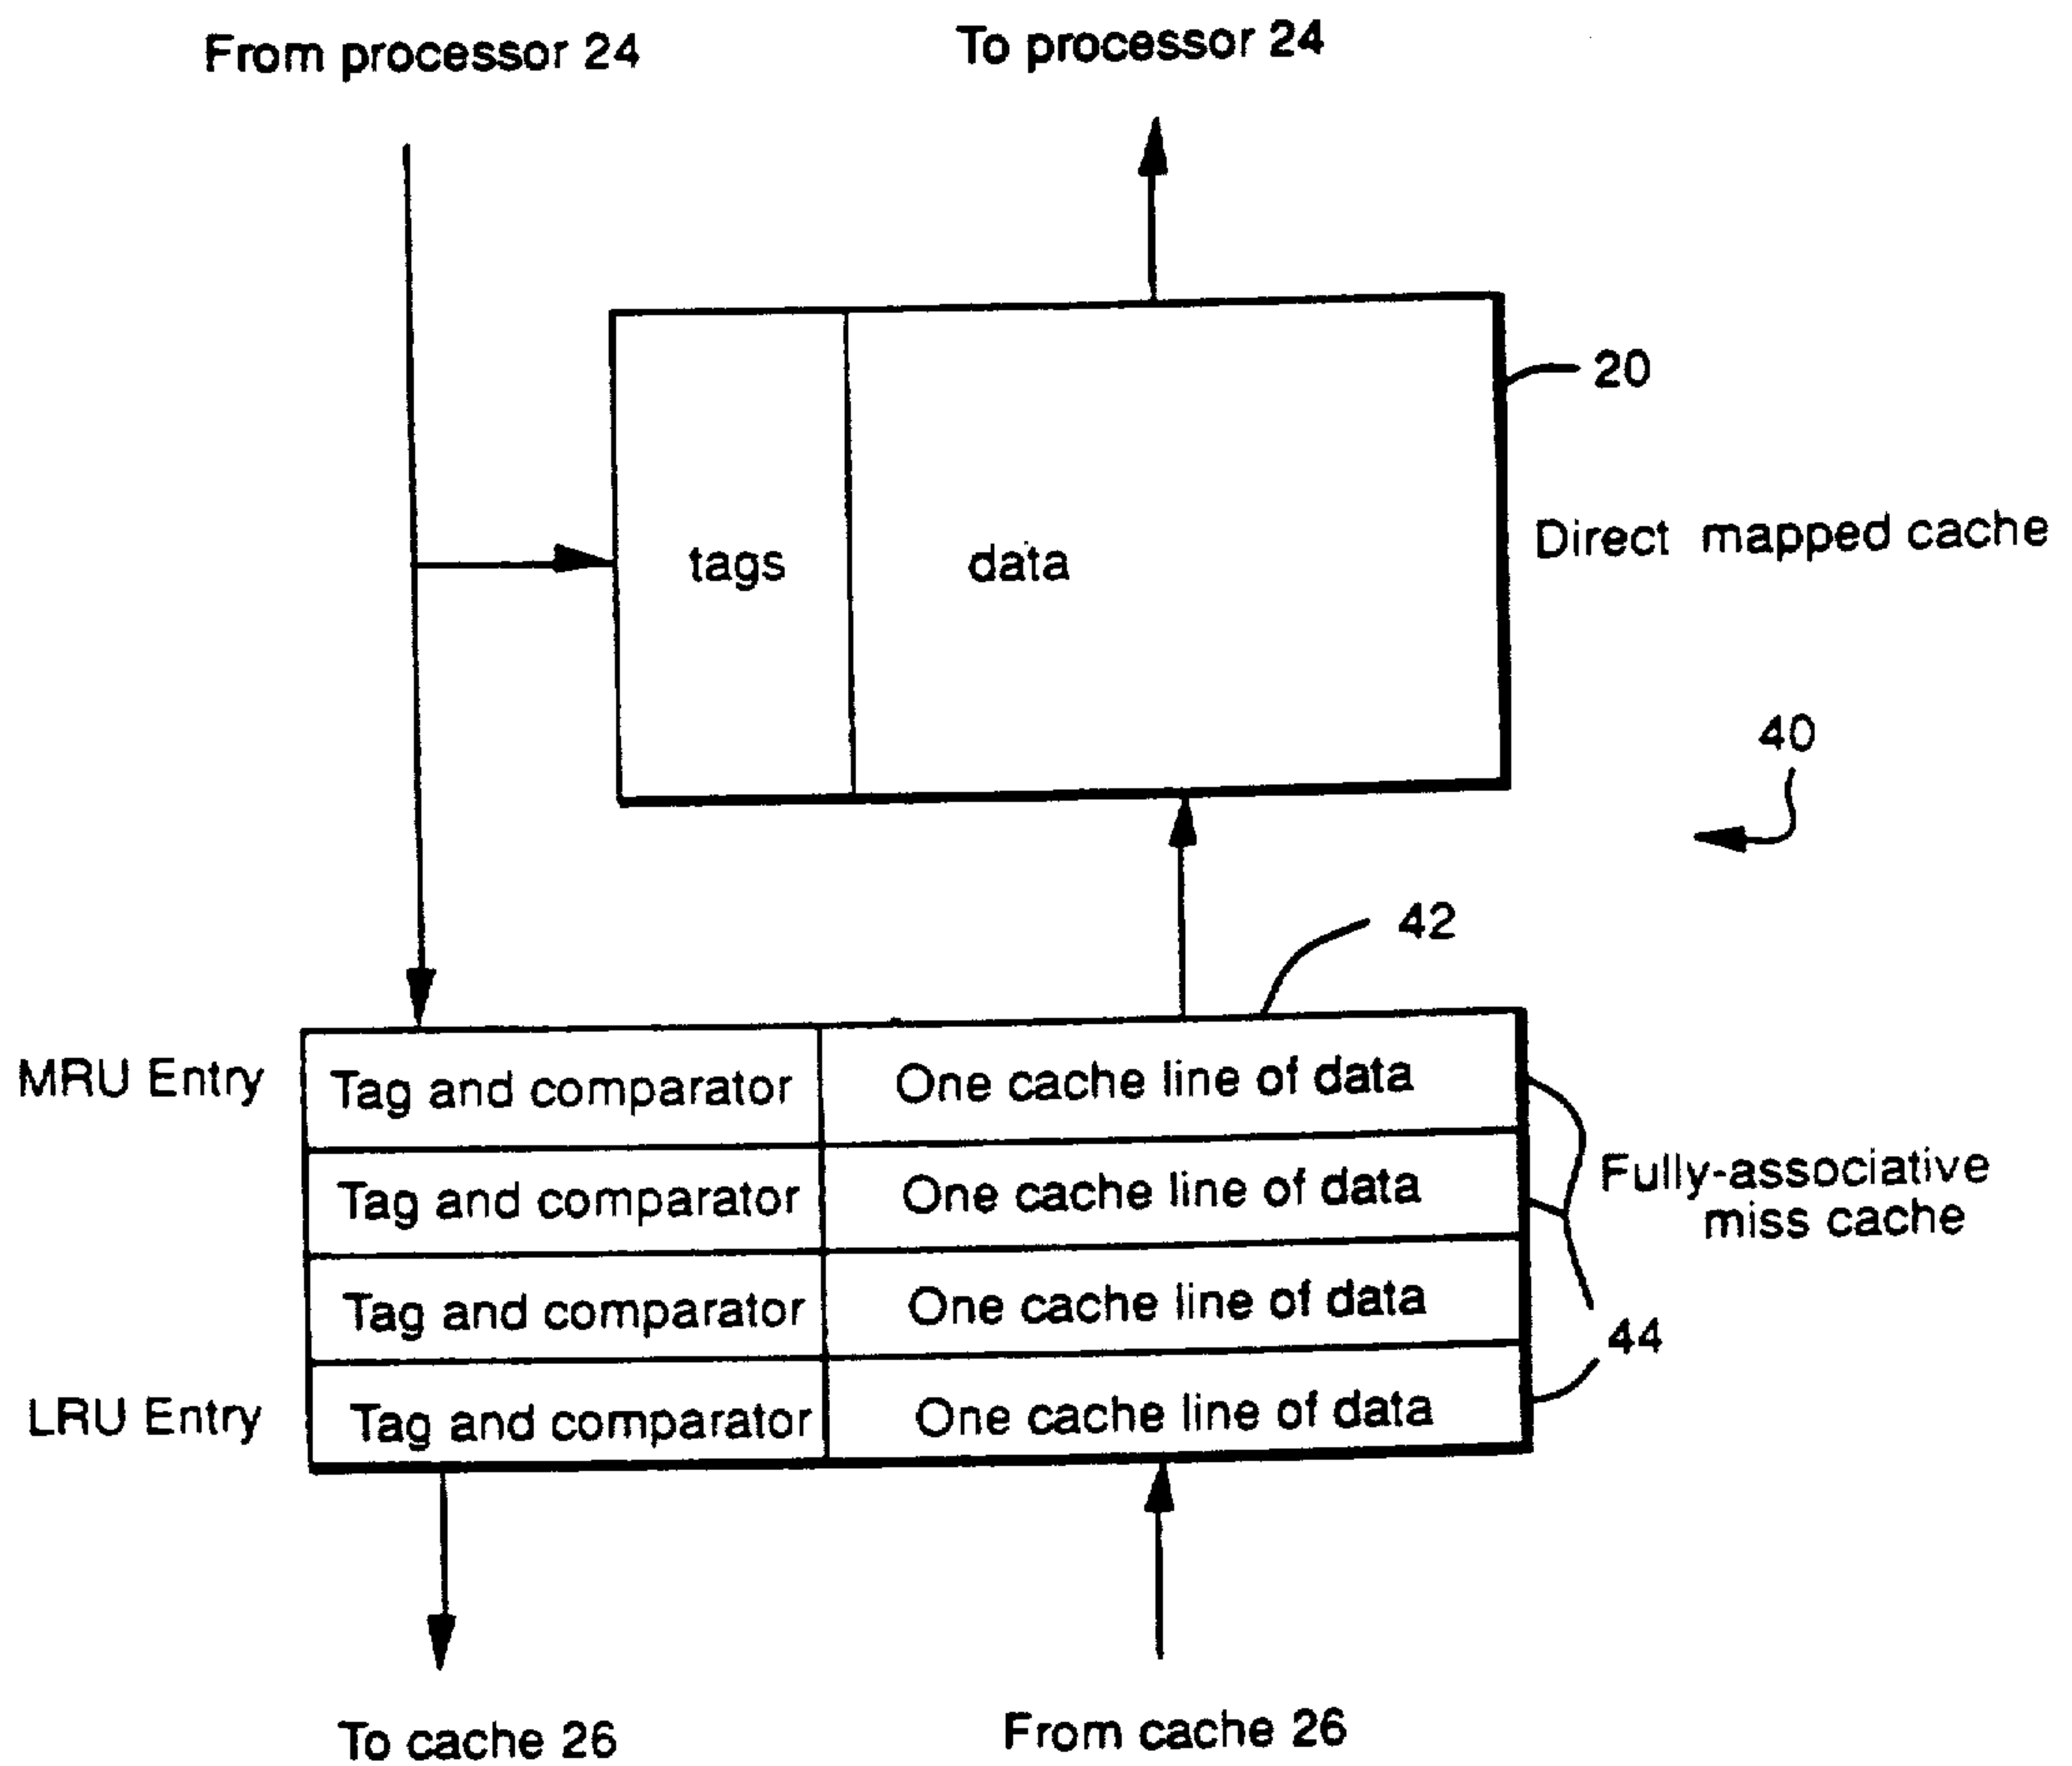 From processor 24
To processor 24
20
tags
data
Direct mapped cache
40
42
MRU Entry
Tag and comparator
One cache line of data
Tag and comparator
One cache line of data
Fully-associative
miss cache
Tag and comparator
One cache line of data
44
LRU Entry
Tag and comparator
One cache line of data
To cache 26
From cache 26